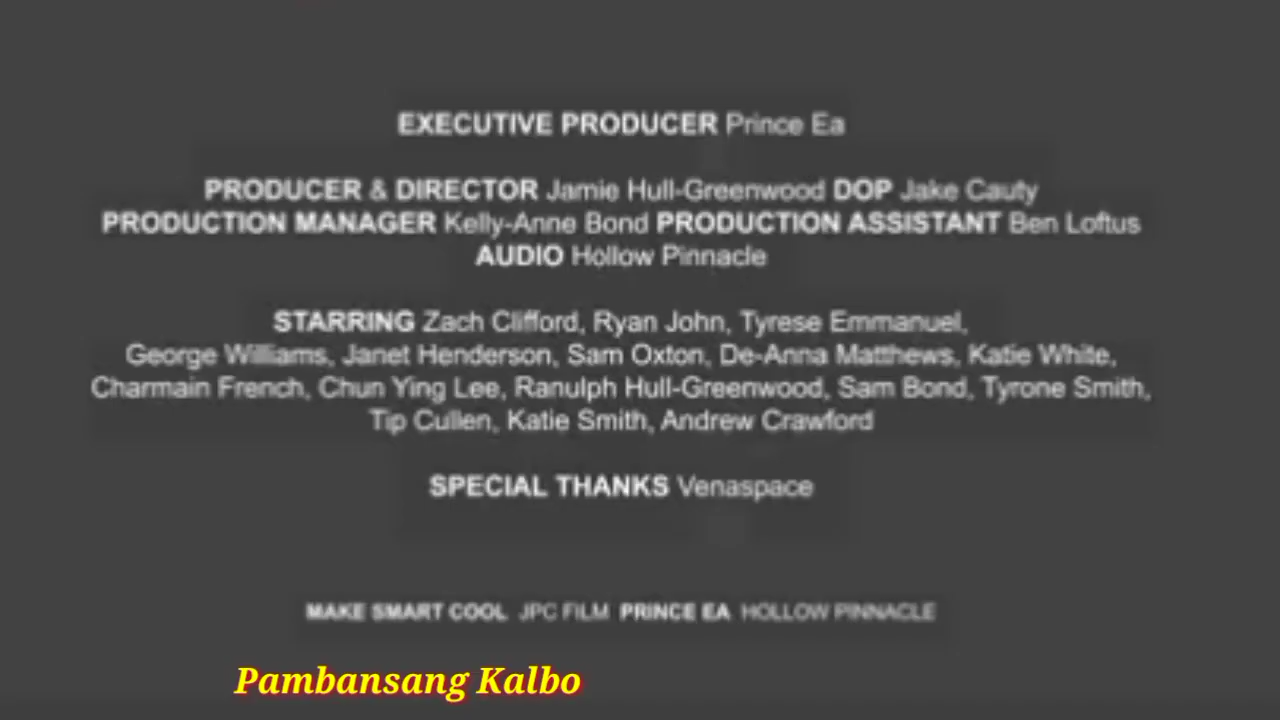 EXECUTIVE PRODUCER Prince Ea
PRODUCER & DIRECTOR Jamie Hull-Greenwood DOP Jake Cauty
PRODUCTION MANAGER Kelly-Anne Bond PRODUCTION ASSISTANT Ben Loftus
AUDIO Hollow Pinnacle
STARRING Zach Clifford, Ryan John, Tyrese Emmanuel,
George Williams, Janet Henderson, Sam Oxton, De-Anna Matthews, Katie White,
Charmain French, Chun Ying Lee, Ranulph Hull-Greenwood, Sam Bond, Tyrone Smith,
Tip Cullen, Katie Smith, Andrew Crawford
SPECIAL THANKS Venaspace
MAKE SMART COOL JPC FILM PRINCE EA HOLLOW PINNACLE
Pambansang Kalbo